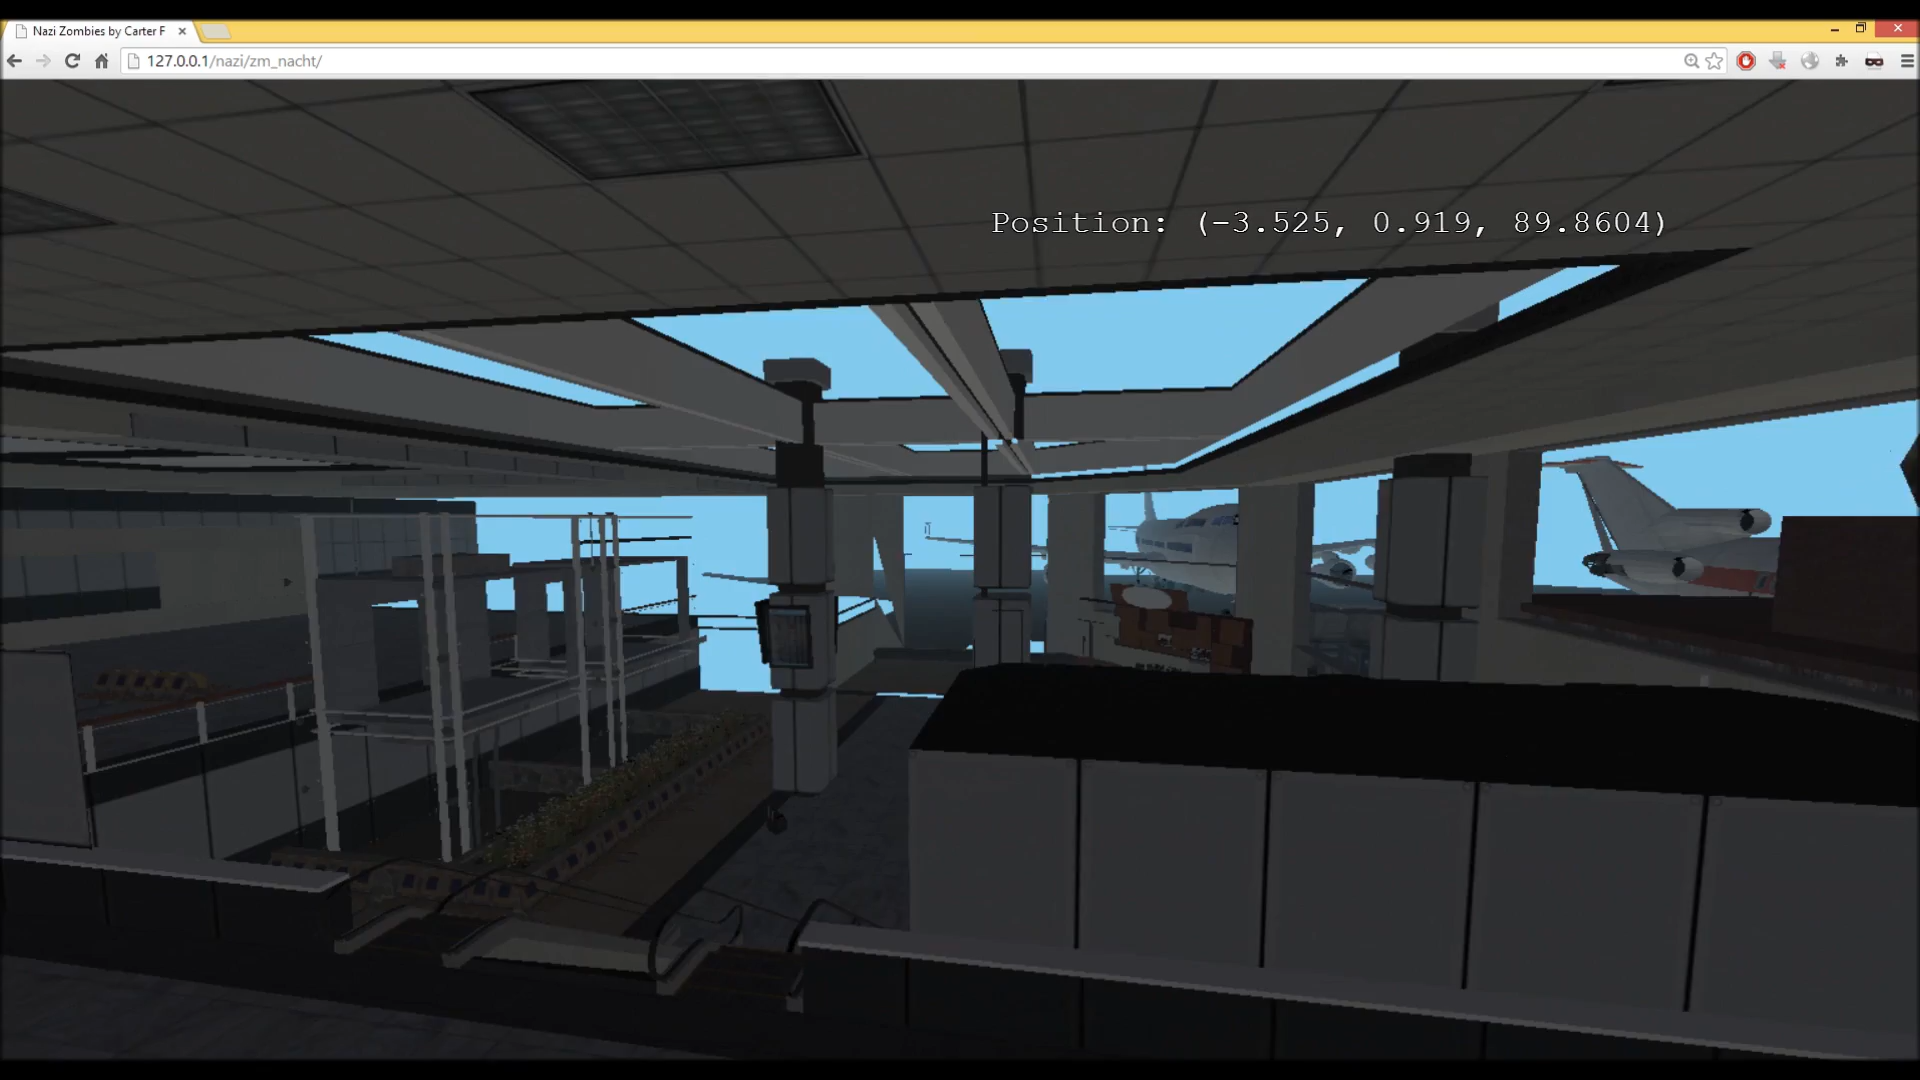 Nazi Zombies by Carter F
127.0.0.1/nazi/zm_nacht/
Position: (-3.525, 0.919, 89.8604)